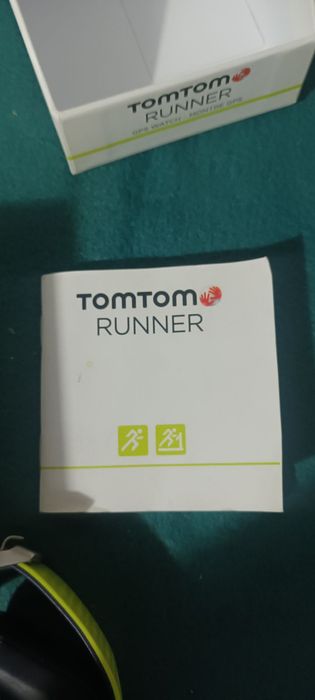 TOMTOM
RUNNER
GPS WATCH - MONTRE GPS
TOMTOM
RUNNER